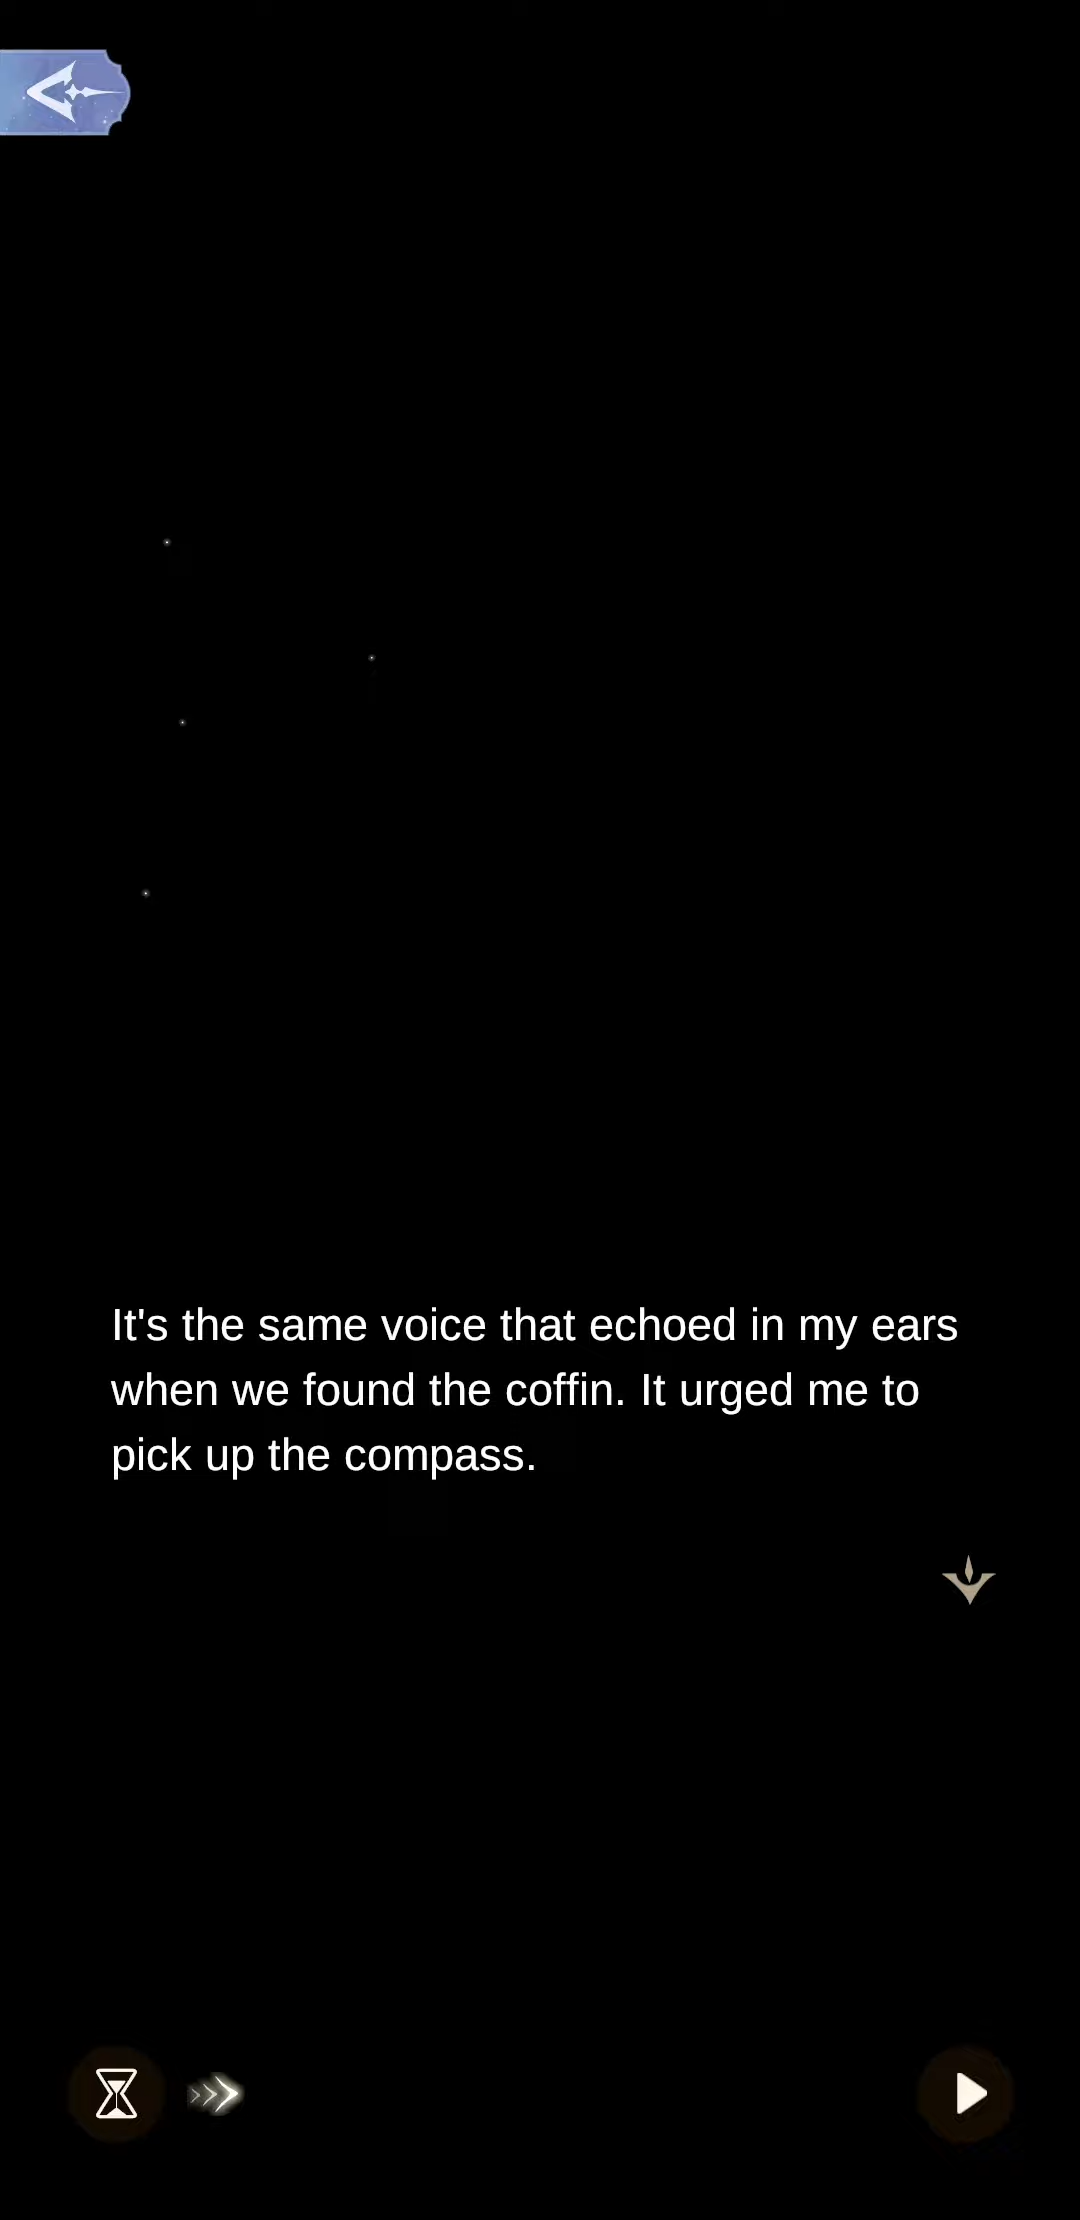 It's the same voice that echoed in my ears
when we found the coffin. It urged me to
pick up the compass.